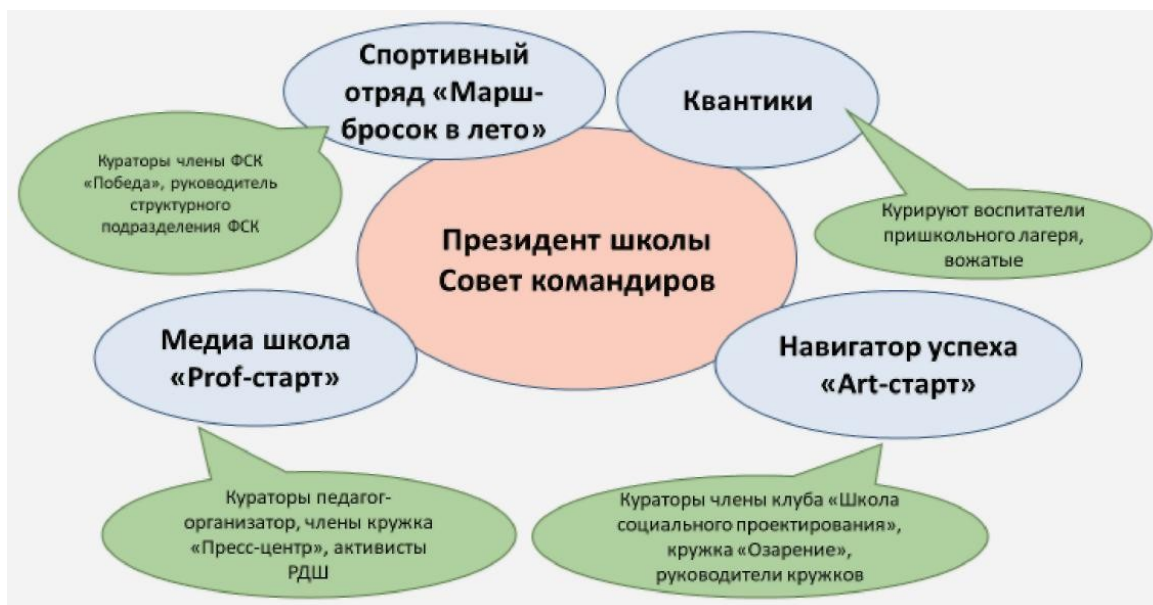 Спортивный
отряд «Марш-
бросок в лето»
Квантики
Кураторы члены ФСК
«Победа», руководитель
структурного
подразделения ФСК
Курируют воспитатели
пришкольного лагеря,
вожатые
Президент школы
Совет командиров
Медиа школа
«Prof-старт»
Навигатор успеха
«Art-старт»
Кураторы педагог-
организатор, члены кружка
«Пресс-центр», активисты
РДШ
Кураторы члены клуба «Школа
социального проектирования»,
кружка «Озарение»,
руководители кружков